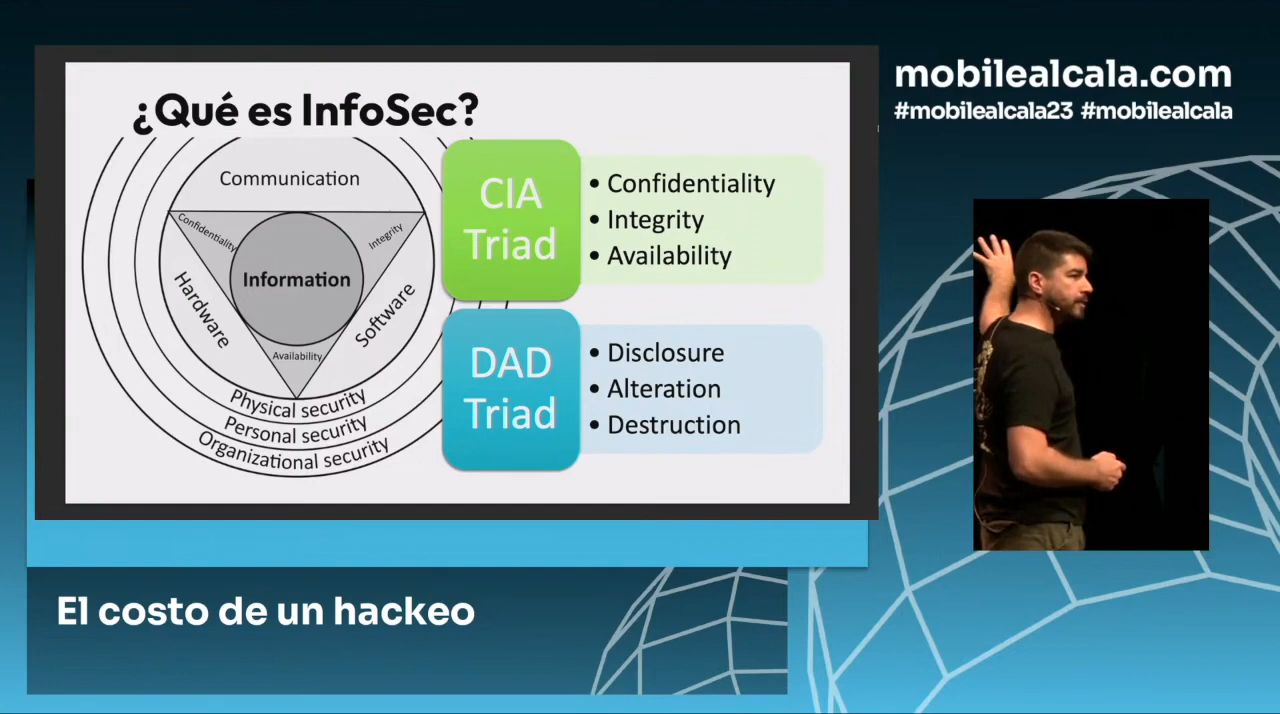 ¿Qué es InfoSec?
Communication
Confidentiality
Integrity
Information
Hardware
Software
Availability
Physical security
Personal security
Organizational security
CIA
Triad
• Confidentiality
• Integrity
• Availability
DAD
Triad
• Disclosure
• Alteration
• Destruction
mobilealcala.com
#mobilealcala23 #mobilealcala
El costo de un hackeo